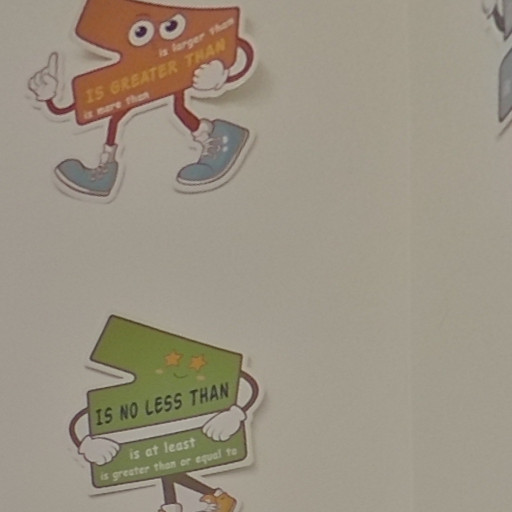 is larger than
IS GREATER THAN
is more than
IS NO LESS THAN
is at least
is greater than or equal to